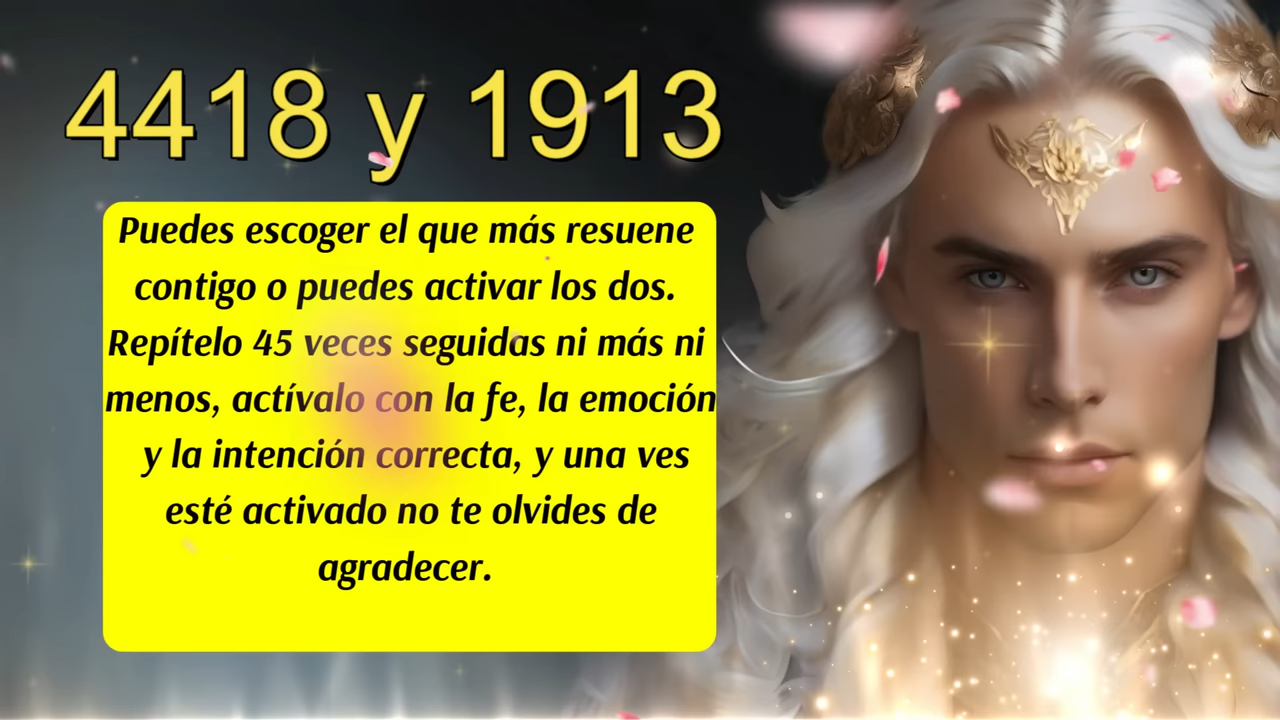 4418 y 1913
Puedes escoger el que más resuene
contigo o puedes activar los dos.
Repítelo 45 veces seguidas ni más ni
menos, actívalo con la fe, la emoción
y la intención correcta, y una ves
esté activado no te olvides de
agradecer.